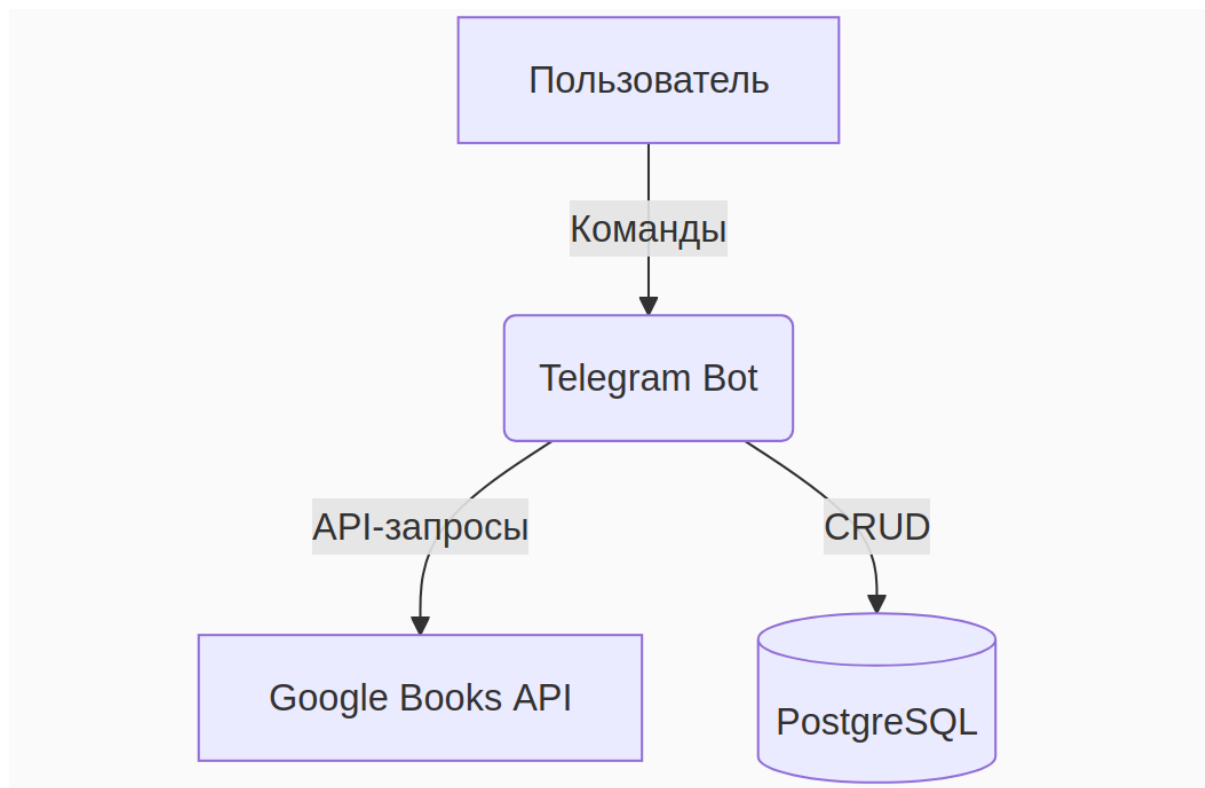 Пользователь
Команды
Telegram Bot
API-запросы
CRUD
Google Books API
PostgreSQL